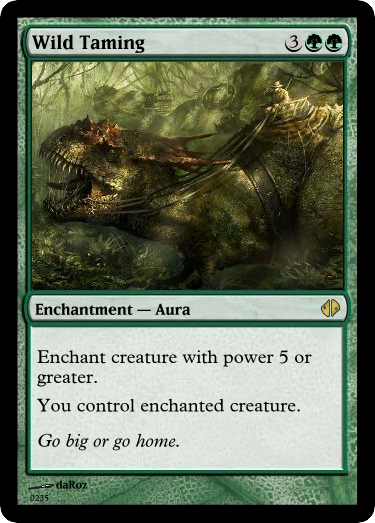 Wild Taming 3
Enchantment — Aura
Enchant creature with power 5 or
greater.
You control enchanted creature.
Go big or go home.
daRoz
0235